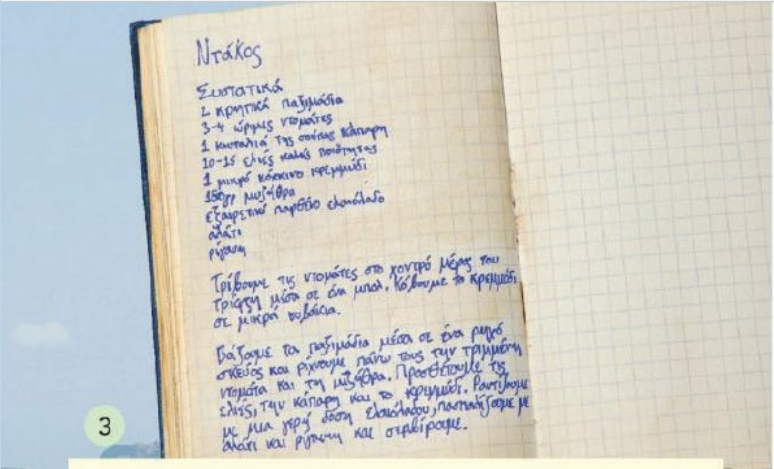 Ντάκος
Συστατικά
2 κρητικά παξιμάδια
3-4 ώριμες ντομάτες
1 κουταλιά της σούπας κάπαρη
10-15 ελιές καλής ποιότητας
1 μικρό κόκκινο κρεμμύδι
150γρ μυζήθρα
εξαιρετικό παρθένο ελαιόλαδο
αλάτι
ρίγανη
Τρίβουμε τις ντομάτες στο χοντρό μέρος του
τρίφτη μέσα σε ένα μπολ. Κόβουμε το κρεμμύδι
σε μικρά κυβάκια.
Βάζουμε τα παξιμάδια μέσα σε ένα ρηχό
σκεύος και ρίχνουμε πάνω τους την τριμμένη
ντομάτα και τη μυζήθρα. Προσθέτουμε τις
ελιές, την κάπαρη και το κρεμμύδι. Ραντίζουμε
με μια γερή δόση ελαιόλαδου, πασπαλίζουμε με
αλάτι και ρίγανη και σερβίρουμε.
3